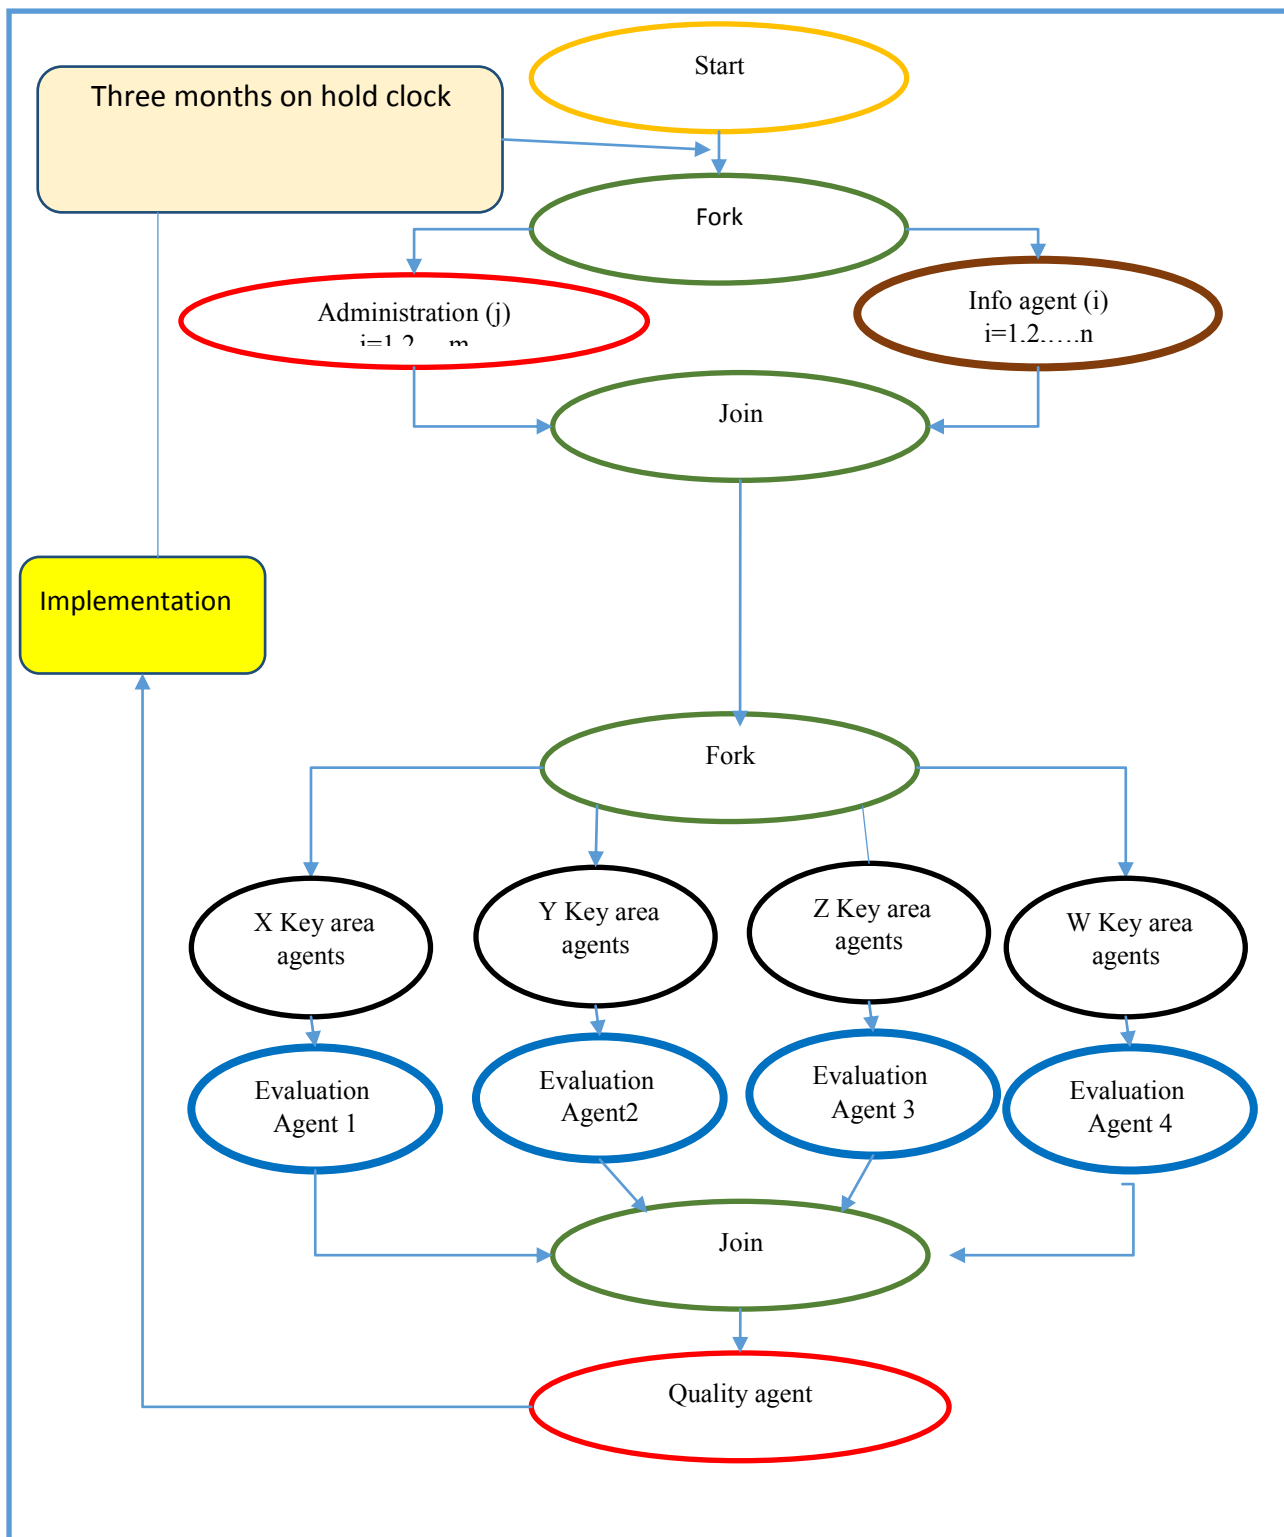 Start
Three months on hold clock
Fork
Administration (j)
Info agent (i)
i=1,2,…,n
Join
Implementation
Fork
X Key area
agents
Y Key area
agents
Z Key area
agents
W Key area
agents
Evaluation
Agent 1
Evaluation
Agent2
Evaluation
Agent 3
Evaluation
Agent 4
Join
Quality agent